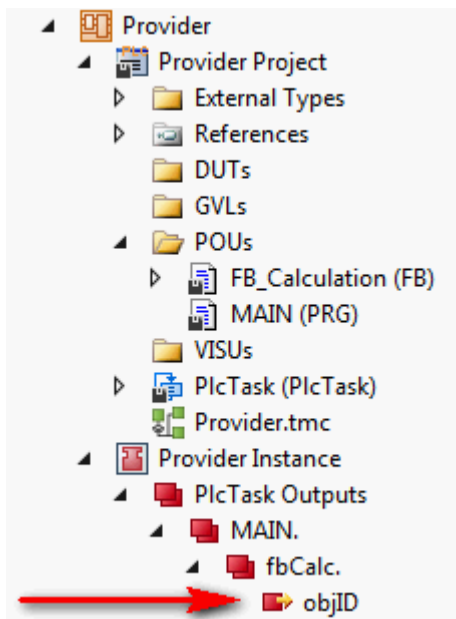 Provider
Provider Project
External Types
References
DUTs
GVLs
POUs
FB_Calculation (FB)
MAIN (PRG)
VISUs
PlcTask (PlcTask)
Provider.tmc
Provider Instance
PlcTask Outputs
MAIN.
fbCalc.
objID